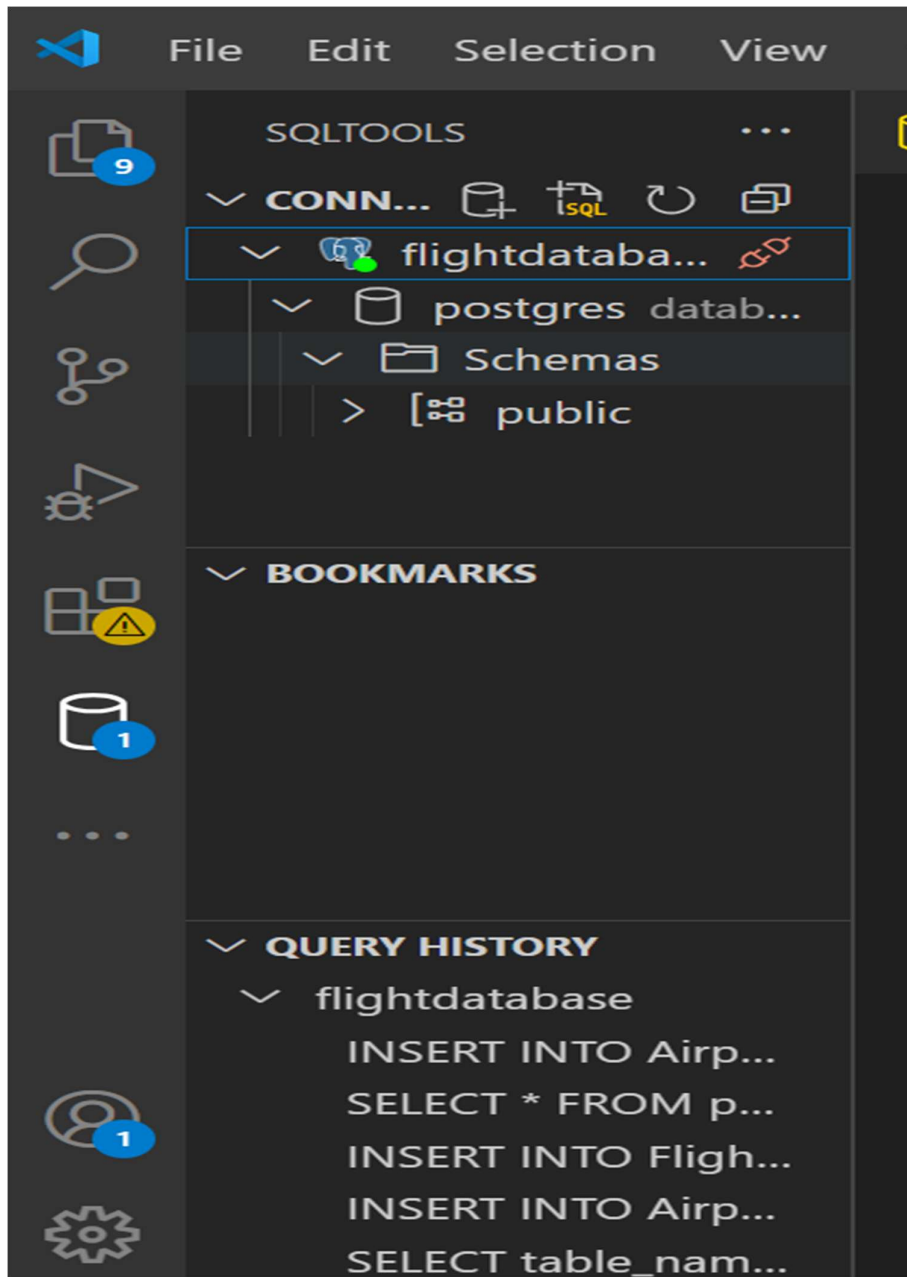 File Edit Selection View
SQLTOOLS ...
9
CONN... SQL
flightdataba...
postgres datab...
Schemas
public
BOOKMARKS
1
...
QUERY HISTORY
flightdatabase
INSERT INTO Airp...
SELECT * FROM p...
1
INSERT INTO Fligh...
INSERT INTO Airp...
SELECT table_nam...